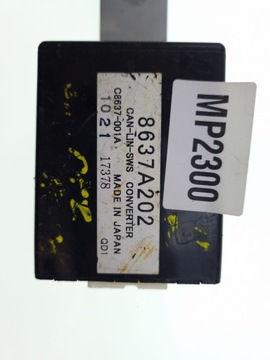 8637A202
CAN-LIN-SWS CONVERTER
C8637-001A MADE IN JAPAN
1021 17378 QD1
MP2300